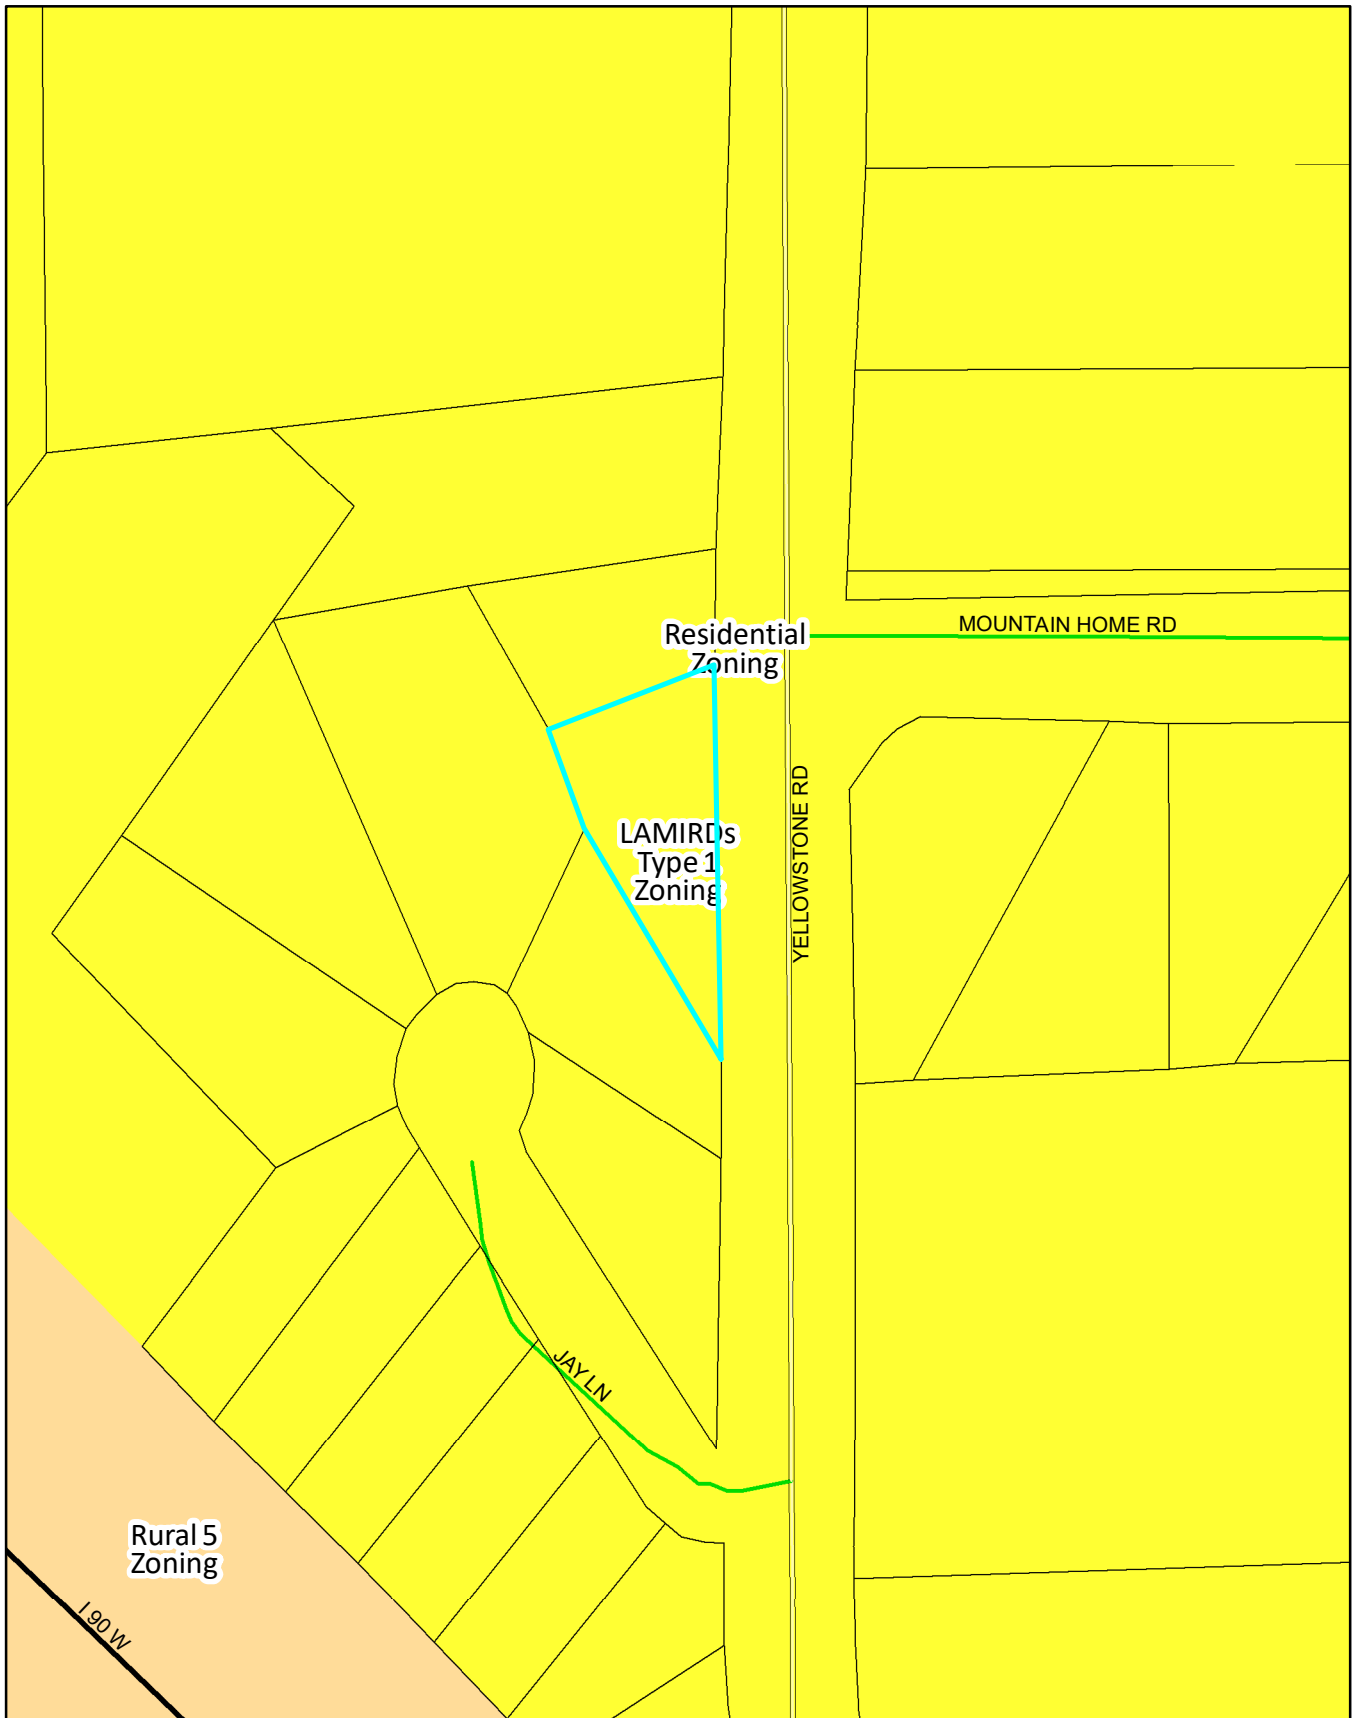 MOUNTAIN HOME RD
Residential
Zoning
YELLOWSTONE RD
LAMIRDs
Type 1
Zoning
JAY LN
Rural 5
Zoning
I 90 W